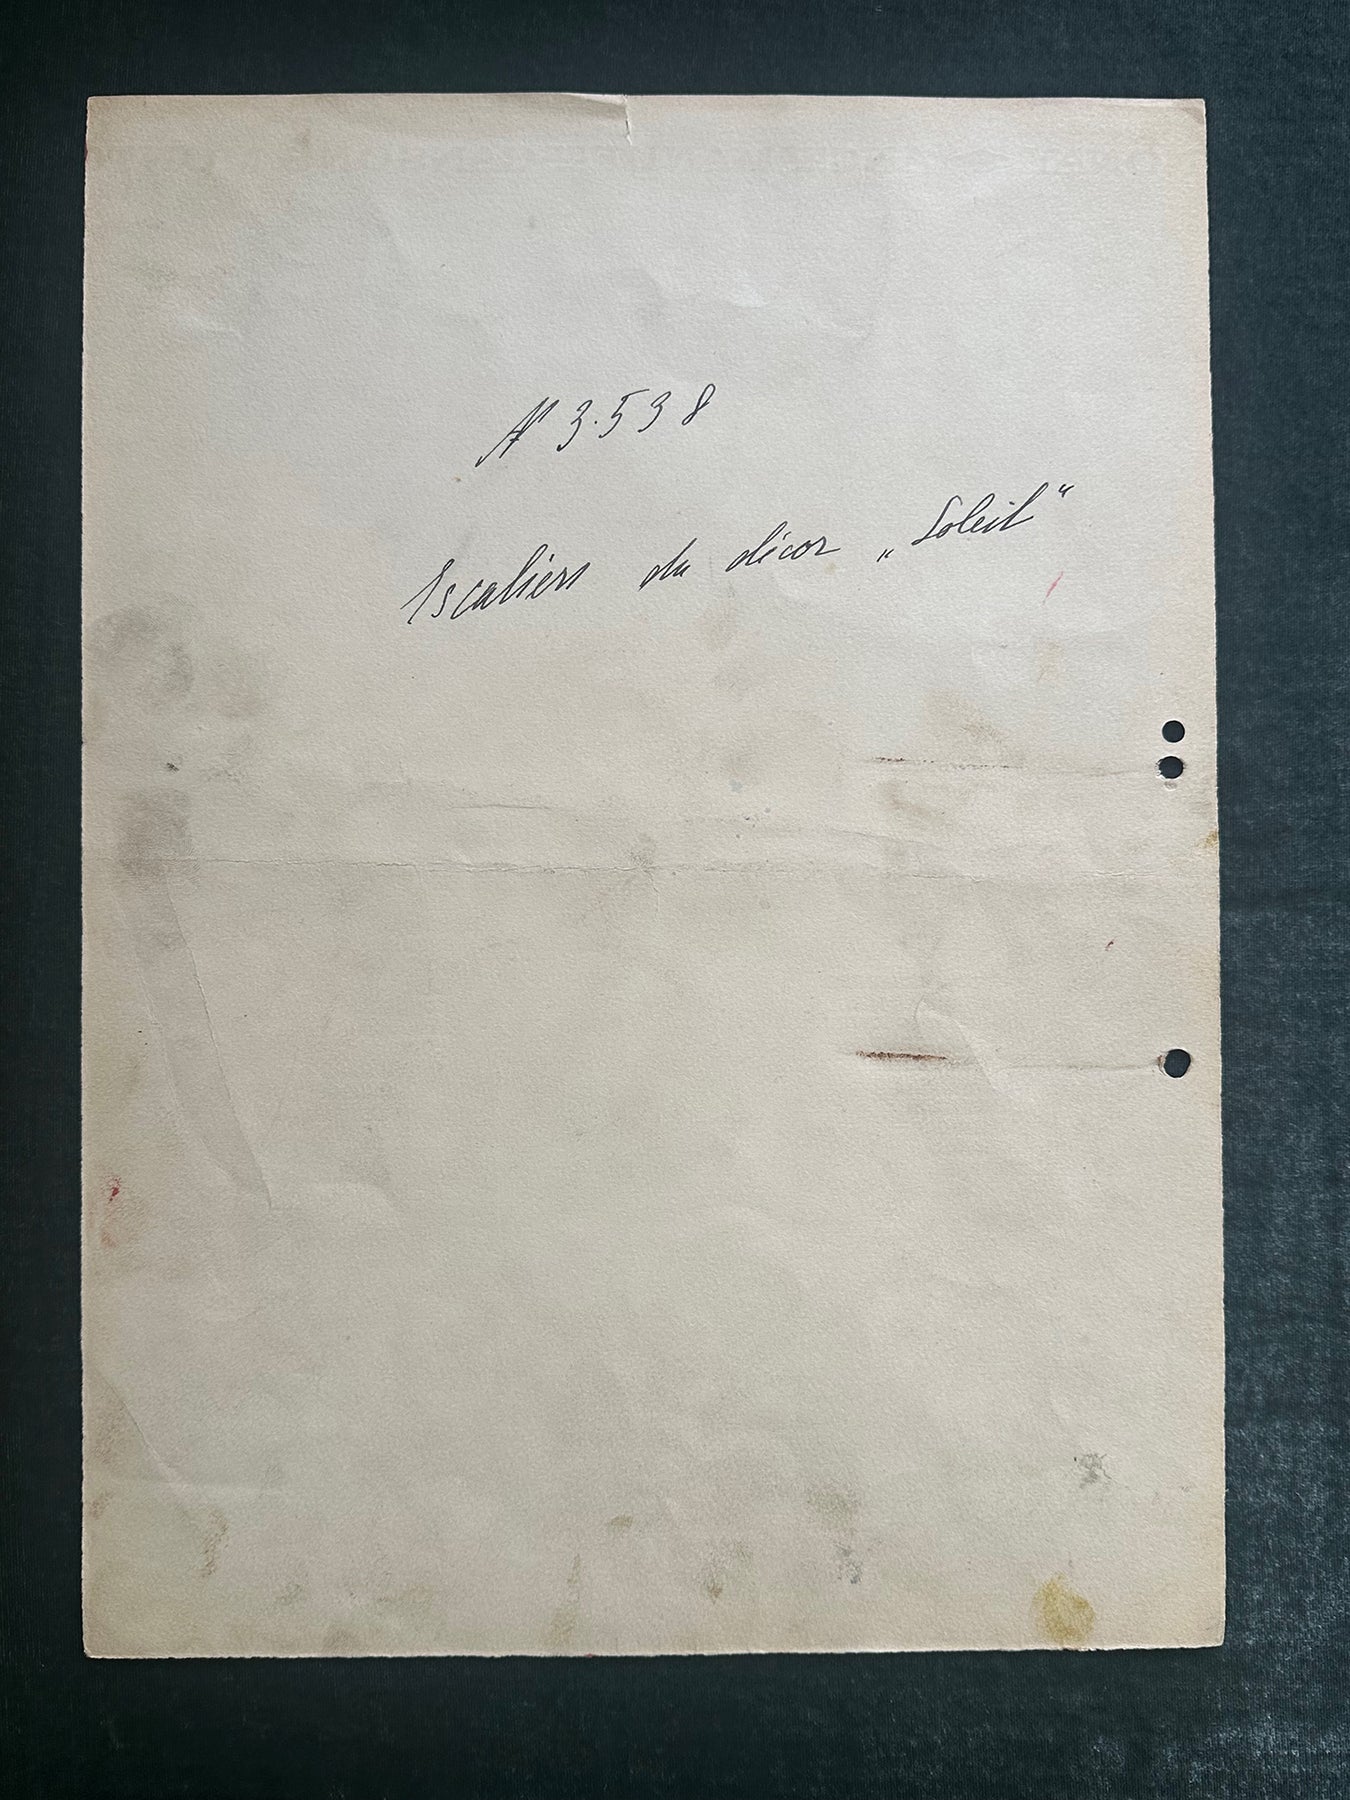 N 3.538
Escaliers du décor „Soleil“